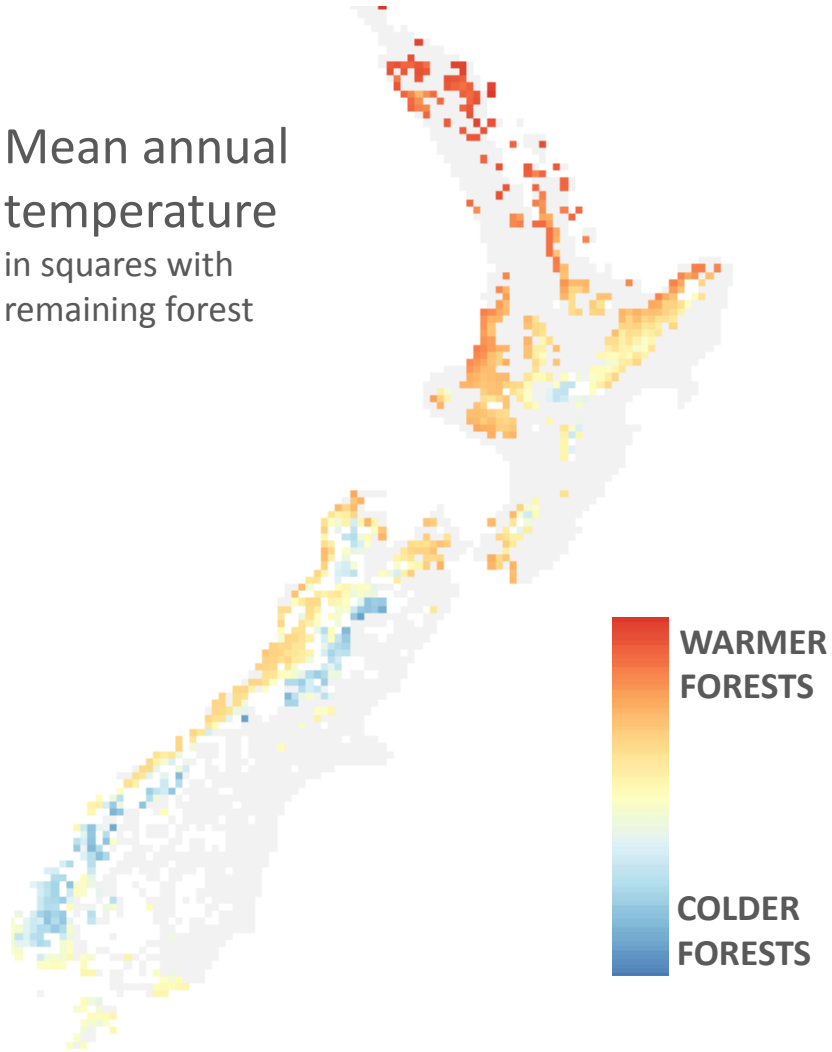 Mean annual
temperature
in squares with
remaining forest
WARMER
FORESTS
COLDER
FORESTS